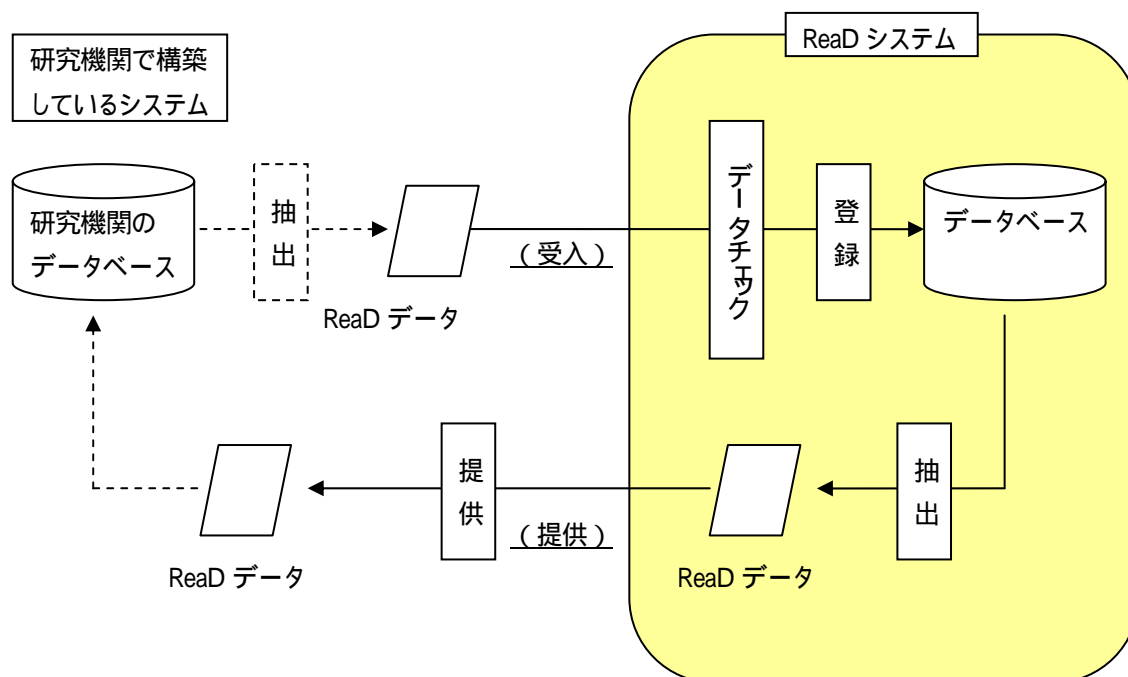 ReaD システム
研究機関で構築
しているシステム
研究機関の
データベース
抽出
ReaD データ
（受入）
データチェック
登録
データベース
ReaD データ
提供
（提供）
ReaD データ
抽出